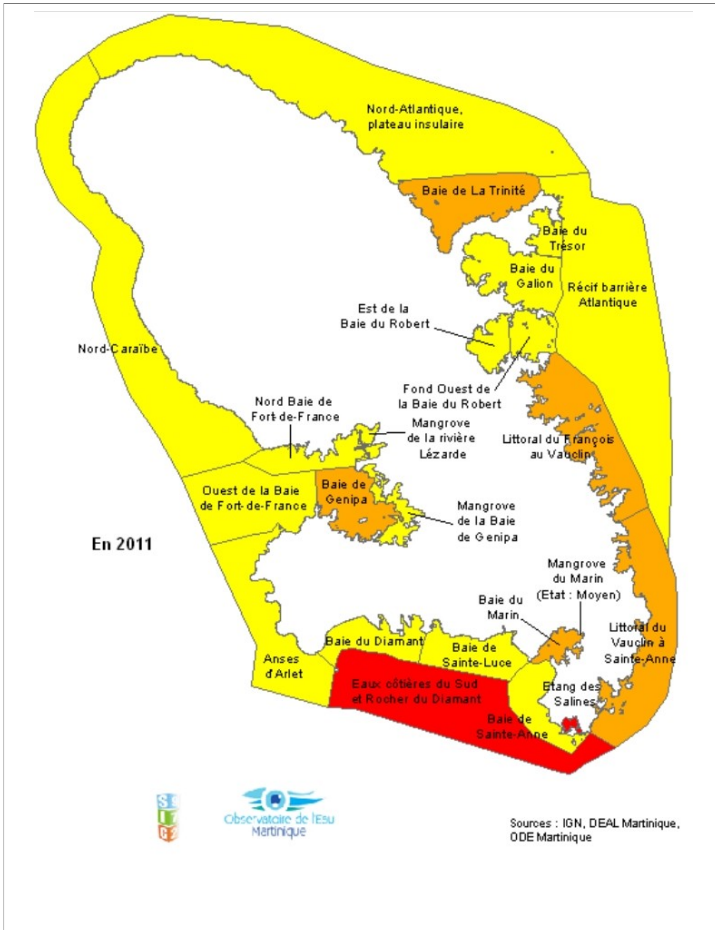 Nord-Atlantique,
plateau insulaire
Baie de La Trinité
Baie du
Trésor
Baie du
Galion
Récif barrière
Atlantique
Est de la
Baie du Robert
Nord-Caraïbe
Fond Ouest de
la Baie du Robert
Nord Baie de
Fort-de-France
Mangrove
de la rivière
Lézarde
Littoral du François
au Vauclin
Ouest de la Baie
de Fort-de-France
Baie de
Genipa
Mangrove
de la Baie
de Genipa
En 2011
Mangrove
du Marin
(Etat : Moyen)
Baie du
Marin
Littoral du
Vauclin à
Sainte-Anne
Baie du Diamant
Baie de
Sainte-Luce
Anses
d'Arlet
Eaux côtières du Sud
et Rocher du Diamant
Etang des
Salines
Baie de
Sainte-Anne
Observatoire de l'Eau
Martinique
Sources : IGN, DEAL Martinique,
ODE Martinique